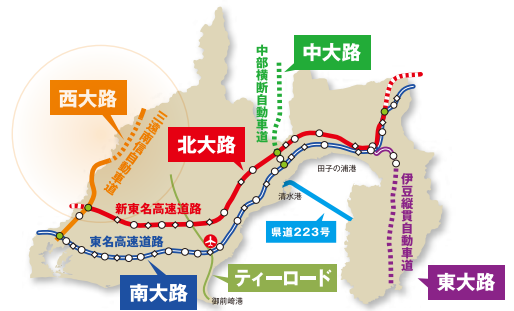 中大路
中部横断自動車道
西大路
三遠南信自動車道
北大路
田子の浦港
伊豆縦貫自動車道
清水港
新東名高速道路
県道223号
東名高速道路
ティーロード
東大路
南大路
御前崎港